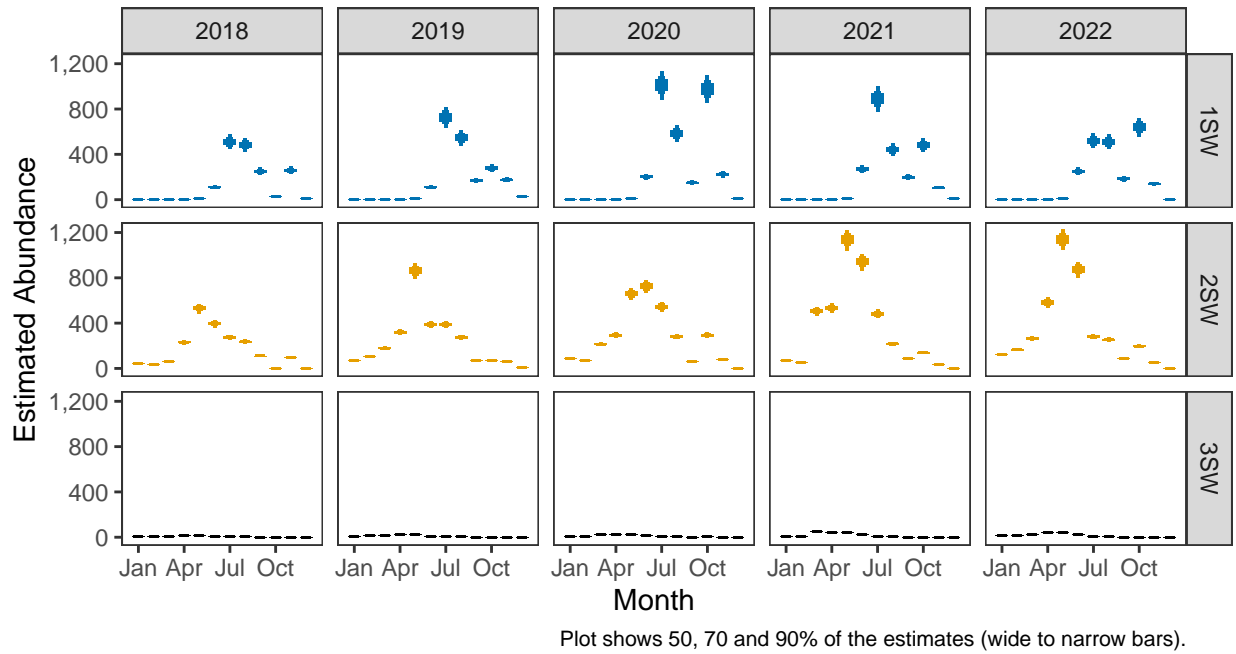 2018 2019 2020 2021 2022
1,200
800
400
0
1SW
1,200
800
400
0
2SW
1,200
800
400
0
3SW
Estimated Abundance
Jan Apr Jul Oct Jan Apr Jul Oct Jan Apr Jul Oct Jan Apr Jul Oct Jan Apr Jul Oct
Month
Plot shows 50, 70 and 90% of the estimates (wide to narrow bars).